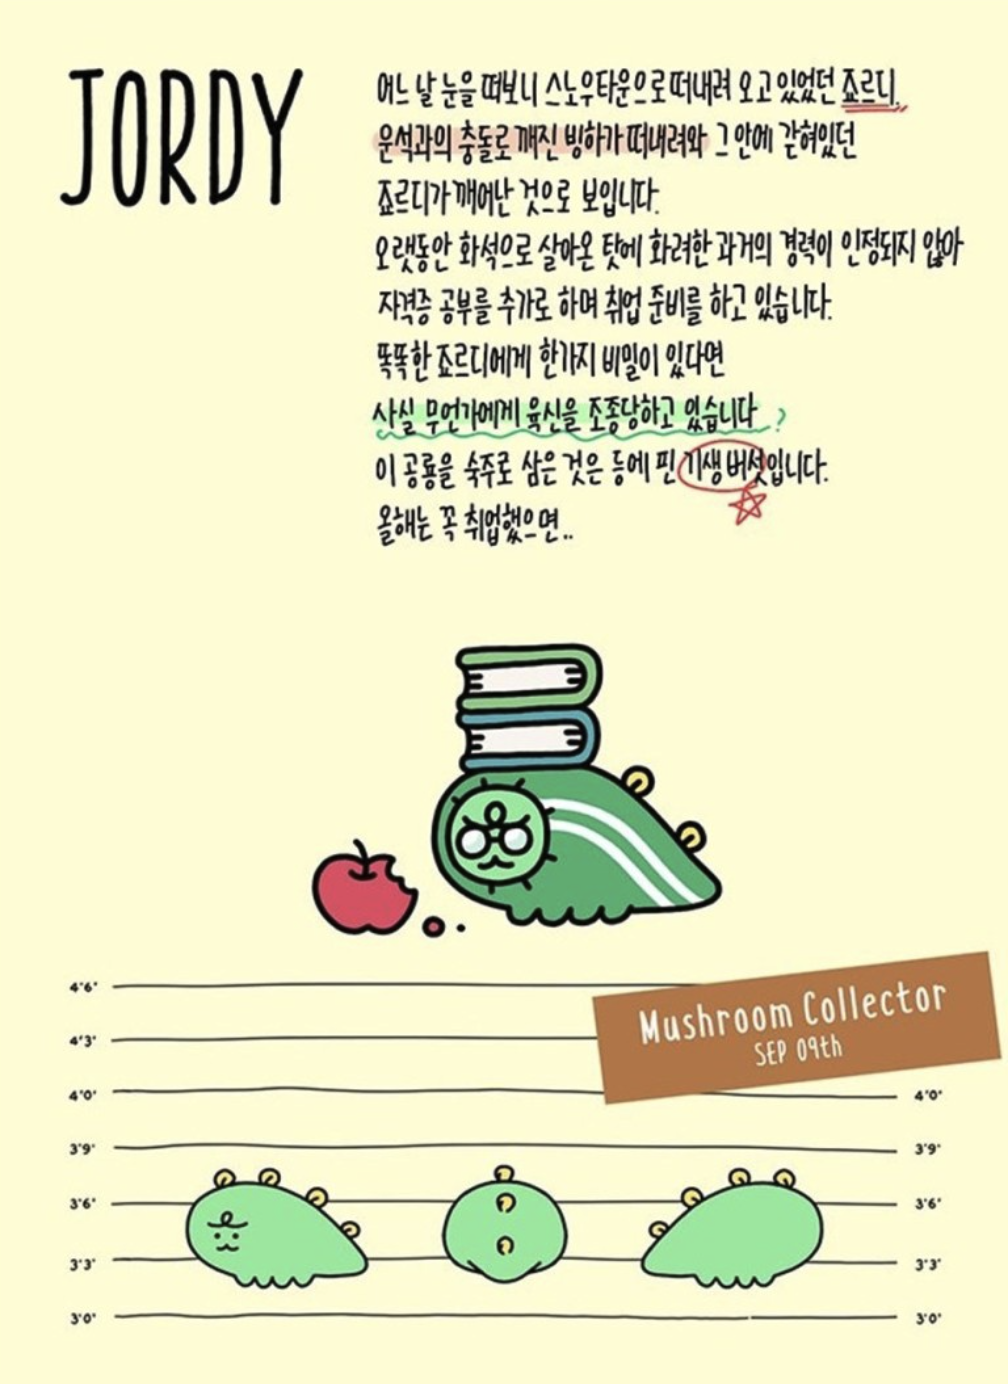 JORDY
어느 날 눈을 떠보니 스노우타운으로 떠내려 오고 있었던 죠르디.
운석과의 충돌로 깨진 빙하가 떠내려와 그 안에 갇혀있던
죠르디가 깨어난 것으로 보입니다.
오랫동안 화석으로 살아온 탓에 화려한 과거의 경력이 인정되지 않아
자격증 공부를 추가로 하며 취업 준비를 하고 있습니다.
똑똑한 죠르디에게 한가지 비밀이 있다면
사실 무언가에게 육신을 조종당하고 있습니다 ?
이 공룡을 숙주로 삼은 것은 등에 핀 기생버섯입니다.
올해는 꼭 취업했으면..
4'6"
Mushroom Collector
SEP 09th
4'3"
4'0" 4'0"
3'9" 3'9"
3'6" 3'6"
3'3" 3'3"
3'0" 3'0"